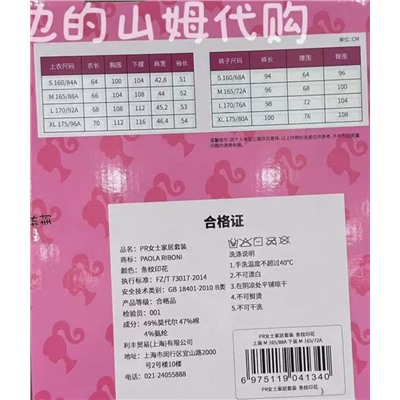 边的山姆代购
单位:CM
上衣尺码 衣长 胸围 下摆 肩宽 袖长
S 160/84A 64 100 104 42.8 51
M 165/88A 66 104 108 44 52
L 170/92A 68 108 112 45.2 53
XL 175/96A 70 112 116 46.4 54
裤子尺码 裤长 腰围 臀围
S 160/68A 94 64 96
M 165/72A 96 68 100
L 170/76A 98 72 104
XL 175/80A 100 76 108
封
合格证
品名:PR女士家居套装
商标:PAOLA RIBONI
颜色:条纹印花
执行标准:FZ/T 73017-2014
安全技术类别:GB 18401-2010 B类
等级:合格品
检验员:001
成分:49%莫代尔47%棉
4%氨纶
利丰贸易(上海)有限公司
地址:上海市闵行区宜山路2000
号2号楼10楼
电话:021-24055888
洗涤说明
·手洗温度不超过40℃
·不可漂白
·在阴凉处平铺晾干
·不可熨烫
·不可干洗
PR女士家居套装 条纹印花
上装 M 165/88A 下装 M 165/72A
6 975119 041340
条纹印花